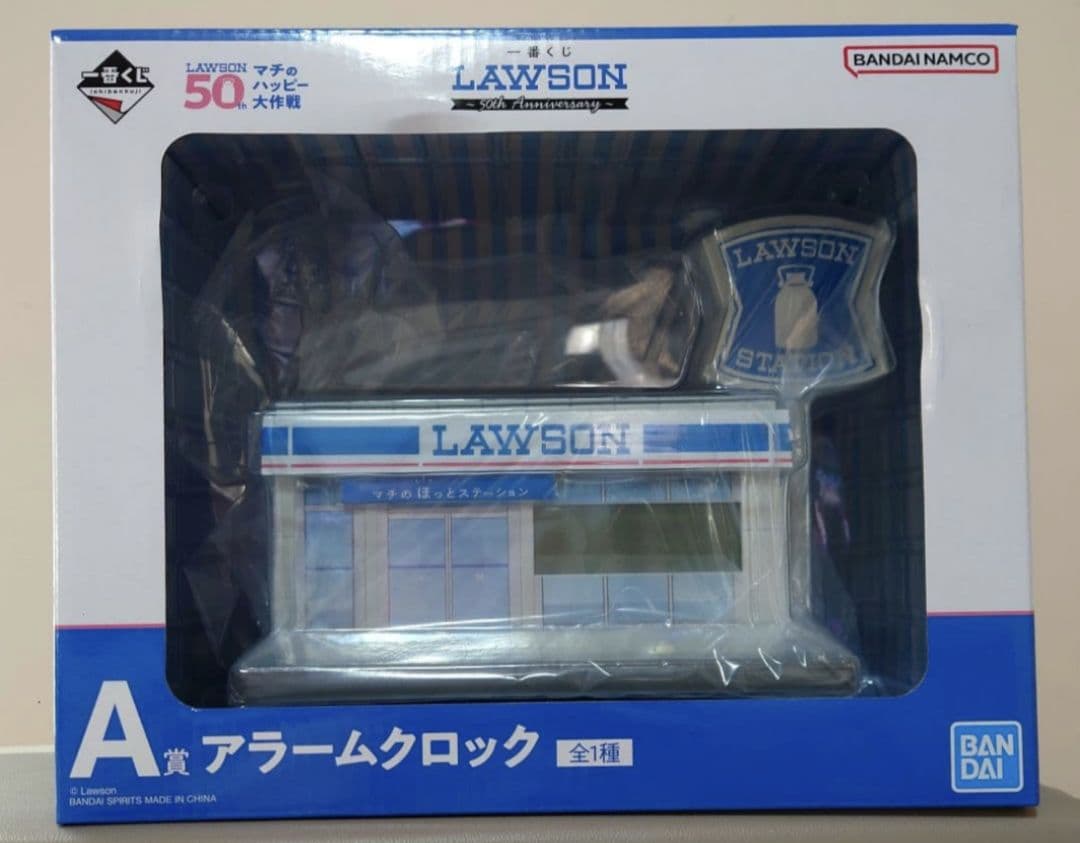 一番くじ
ichibankuji
LAWSON
50th
マチの
ハッピー
大作戦
一番くじ
LAWSON
~ 50th Anniversary ~
BANDAI NAMCO
LAWSON
STATION
LAWSON
マチの ほっとステーション
A賞 アラームクロック 全1種
© Lawson
BANDAI SPIRITS MADE IN CHINA
BAN
DAI